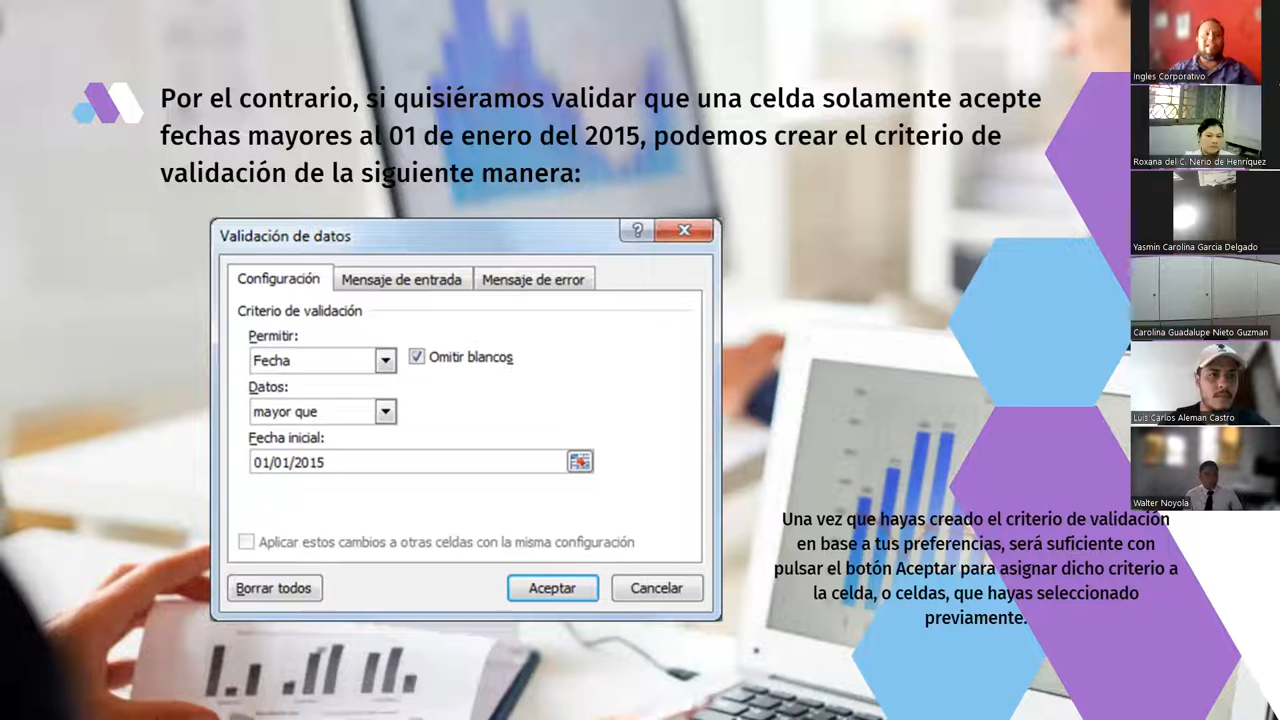 Por el contrario, si quisiéramos validar que una celda solamente acepte
fechas mayores al 01 de enero del 2015, podemos crear el criterio de
validación de la siguiente manera:
Validación de datos
?
Configuración
Mensaje de entrada
Mensaje de error
Criterio de validación
Permitir:
Fecha
Omitir blancos
Datos:
mayor que
Fecha inicial:
01/01/2015
Aplicar estos cambios a otras celdas con la misma configuración
Borrar todos
Aceptar
Cancelar
Una vez que hayas creado el criterio de validación
en base a tus preferencias, será suficiente con
pulsar el botón Aceptar para asignar dicho criterio a
la celda, o celdas, que hayas seleccionado
previamente.
Ingles Corporativo
Roxana del C. Nerio de Henríquez
Yasmín Carolina Garcia Delgado
Carolina Guadalupe Nieto Guzman
Luis Carlos Aleman Castro
Walter Noyola